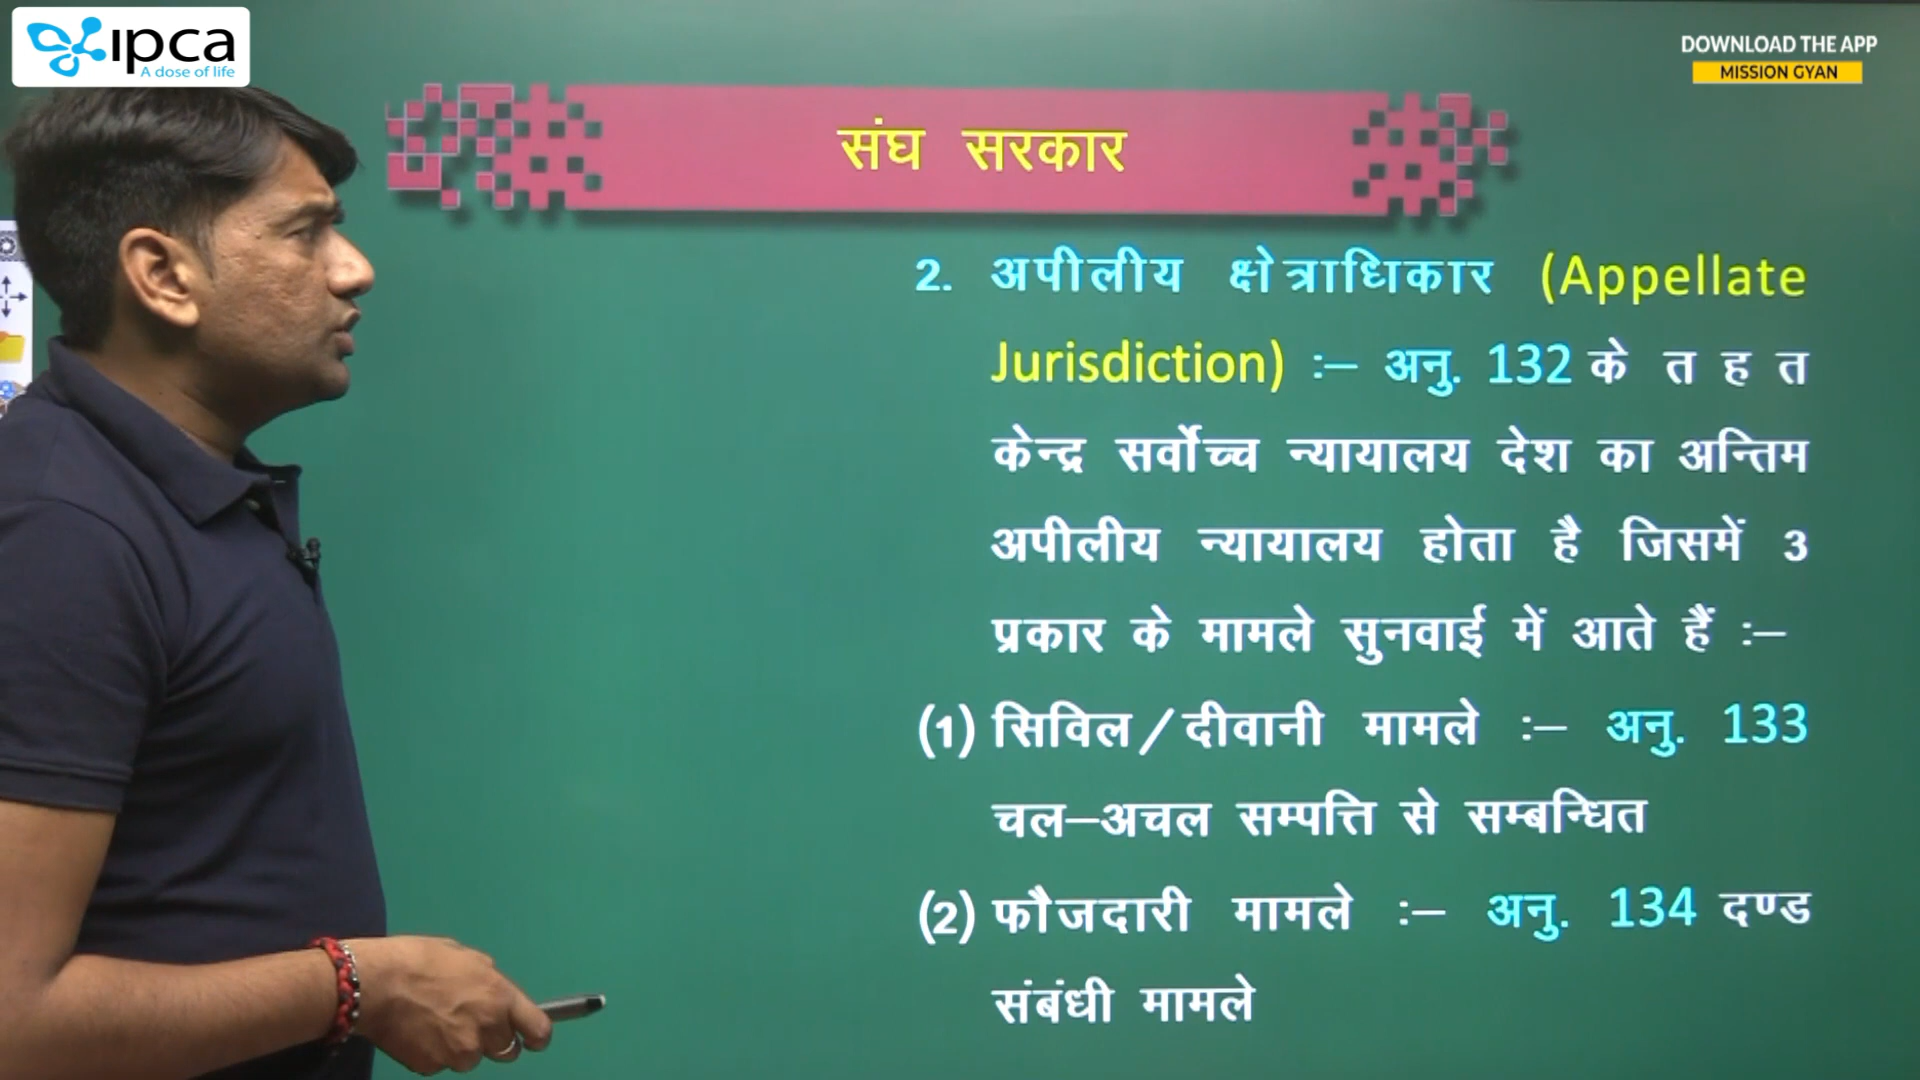 ipca
A dose of life
DOWNLOAD THE APP
MISSION GYAN
संघ सरकार
2. अपीलीय क्षेत्राधिकार (Appellate
Jurisdiction) :– अनु. 132 के त ह त
केन्द्र सर्वोच्च न्यायालय देश का अन्तिम
अपीलीय न्यायालय होता है जिसमें 3
प्रकार के मामले सुनवाई में आते हैं :–
(1) सिविल/दीवानी मामले :– अनु. 133
चल–अचल सम्पत्ति से सम्बन्धित
(2) फौजदारी मामले :– अनु. 134 दण्ड
संबंधी मामले